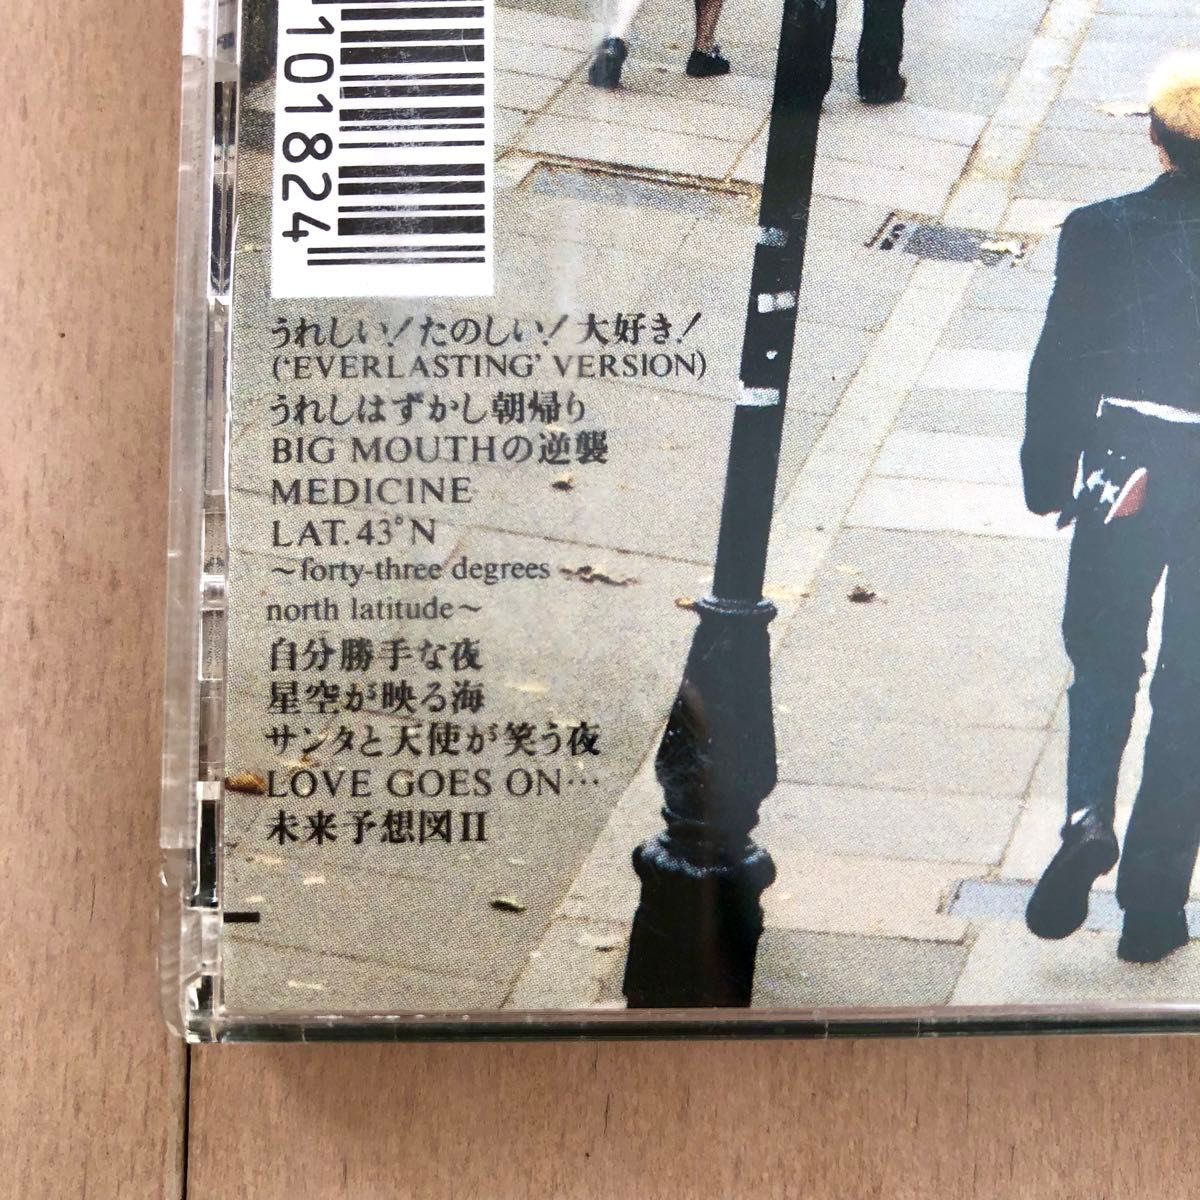 101824
うれしい!たのしい!大好き!
('EVERLASTING' VERSION)
うれしはずかし朝帰り
BIG MOUTHの逆襲
MEDICINE
LAT.43°N
～forty-three degrees
north latitude～
自分勝手な夜
星空が映る海
サンタと天使が笑う夜
LOVE GOES ON…
未来予想図II